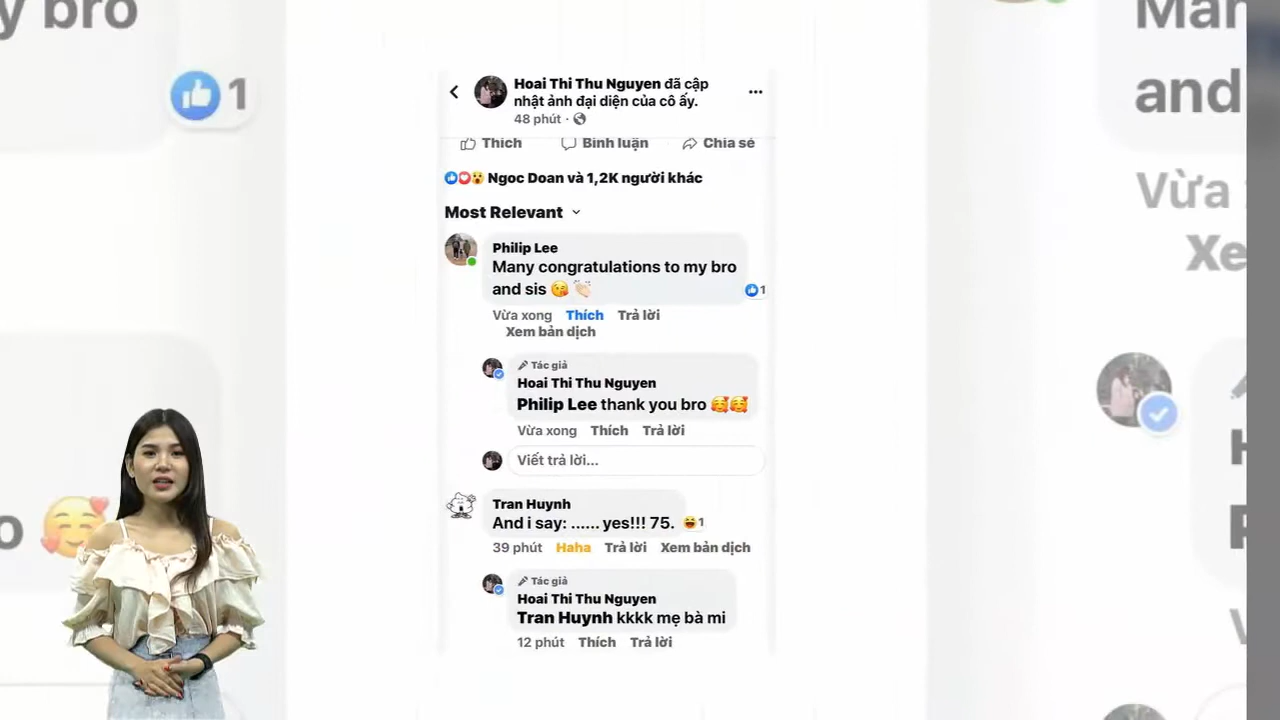 y bro
1
Hoai Thi Thu Nguyen đã cập
nhật ảnh đại diện của cô ấy.
48 phút ·
Thích Bình luận Chia sẻ
Ngoc Doan và 1,2K người khác
Most Relevant
Philip Lee
Many congratulations to my bro
and sis
1
Vừa xong Thích Trả lời
Xem bản dịch
Tác giả
Hoai Thi Thu Nguyen
Philip Lee thank you bro
Vừa xong Thích Trả lời
Viết trả lời...
Tran Huynh
And i say: ...... yes!!! 75. 1
39 phút Haha Trả lời Xem bản dịch
Tác giả
Hoai Thi Thu Nguyen
Tran Huynh kkkk mẹ bà mi
12 phút Thích Trả lời
o
Man
and
Vừa
Xe
H
P
V